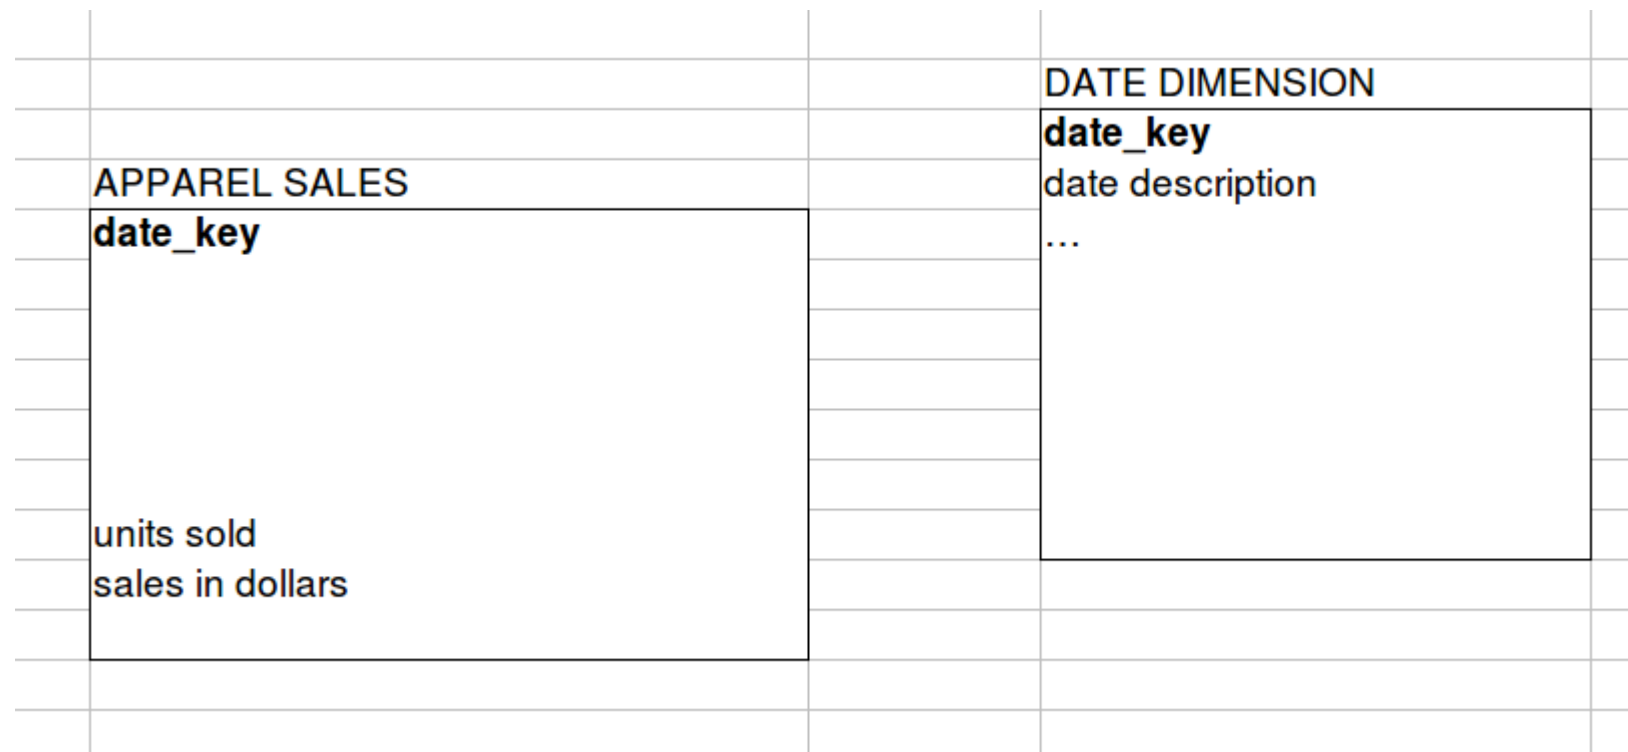 DATE DIMENSION
date_key
date description
...
APPAREL SALES
date_key
units sold
sales in dollars